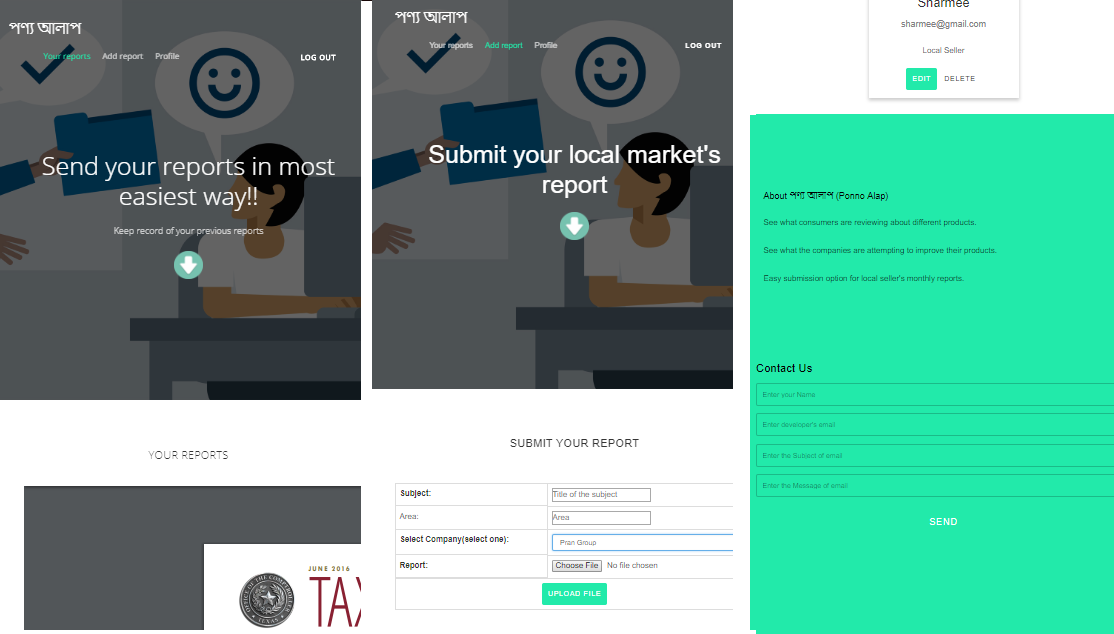 পণ্য আলাপ
Your reports Add report Profile LOG OUT
Send your reports in most
easiest way!!
Keep record of your previous reports
YOUR REPORTS
JUNE 2016
OFFICE OF THE COMPTROLLER
TEXAS
TAX
পণ্য আলাপ
Your reports Add report Profile LOG OUT
Submit your local market's
report
SUBMIT YOUR REPORT
Subject: Title of the subject
Area: Area
Select Company(select one): Pran Group
Report: Choose File No file chosen
UPLOAD FILE
Sharmee
sharmee@gmail.com
Local Seller
EDIT DELETE
About পণ্য আলাপ (Ponno Alap)
See what consumers are reviewing about different products.
See what the companies are attempting to improve their products.
Easy submission option for local seller's monthly reports.
Contact Us
Enter your Name
Enter developer's email
Enter the Subject of email
Enter the Message of email
SEND